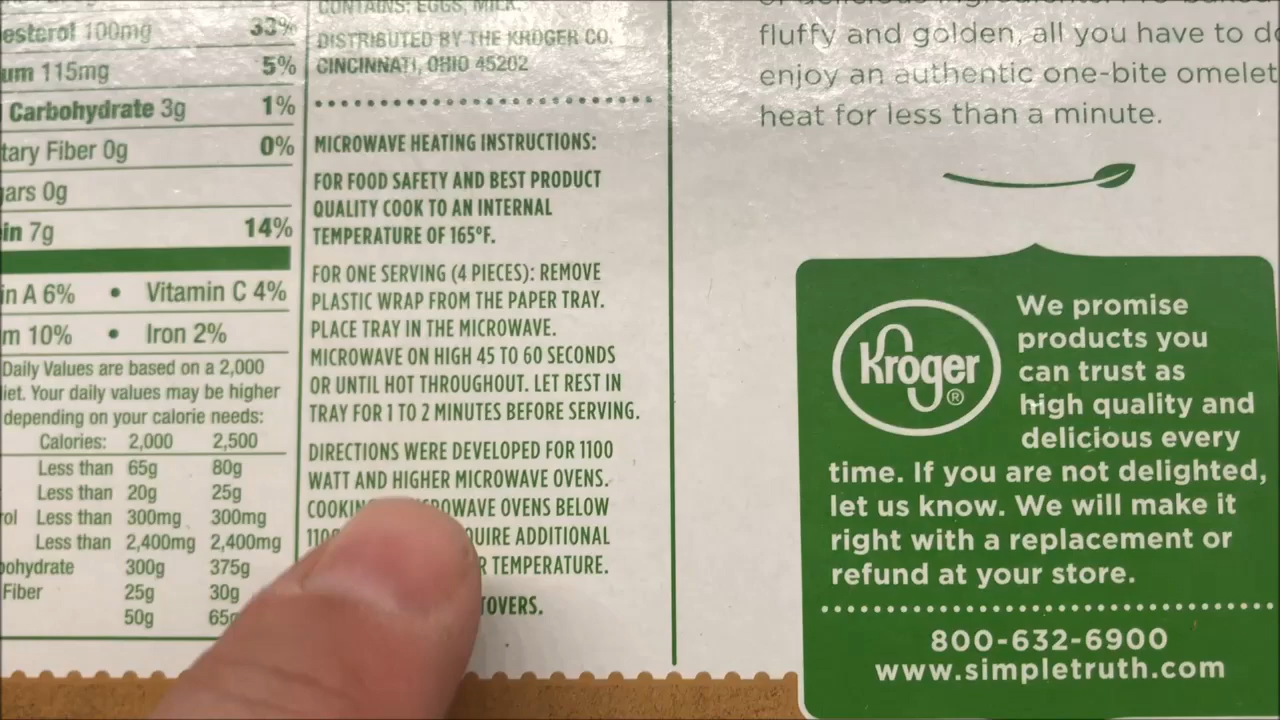 esterol 100mg 33%
um 115mg 5%
Carbohydrate 3g 1%
tary Fiber 0g 0%
ars 0g
in 7g 14%
in A 6% • Vitamin C 4%
m 10% • Iron 2%
Daily Values are based on a 2,000
iet. Your daily values may be higher
depending on your calorie needs:
Calories: 2,000 2,500
Less than 65g 80g
Less than 20g 25g
rol Less than 300mg 300mg
Less than 2,400mg 2,400mg
bohydrate 300g 375g
Fiber 25g 30g
50g 65g
CONTAINS: EGGS, MILK.
DISTRIBUTED BY THE KROGER CO.
CINCINNATI, OHIO 45202
MICROWAVE HEATING INSTRUCTIONS:
FOR FOOD SAFETY AND BEST PRODUCT
QUALITY COOK TO AN INTERNAL
TEMPERATURE OF 165°F.
FOR ONE SERVING (4 PIECES): REMOVE
PLASTIC WRAP FROM THE PAPER TRAY.
PLACE TRAY IN THE MICROWAVE.
MICROWAVE ON HIGH 45 TO 60 SECONDS
OR UNTIL HOT THROUGHOUT. LET REST IN
TRAY FOR 1 TO 2 MINUTES BEFORE SERVING.
DIRECTIONS WERE DEVELOPED FOR 1100
WATT AND HIGHER MICROWAVE OVENS.
COOKIN OWAVE OVENS BELOW
110 QUIRE ADDITIONAL
R TEMPERATURE.
TOVERS.
fluffy and golden, all you have to do
enjoy an authentic one-bite omelet
heat for less than a minute.
Kroger®
We promise
products you
can trust as
high quality and
delicious every
time. If you are not delighted,
let us know. We will make it
right with a replacement or
refund at your store.
800-632-6900
www.simpletruth.com